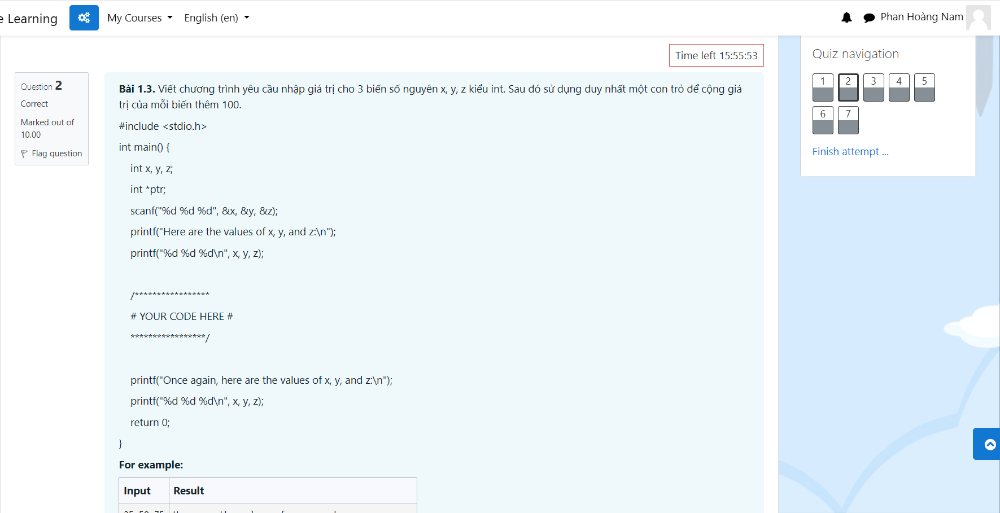 e Learning
My Courses
English (en)
Phan Hoàng Nam
Time left 15:55:53
Question 2
Correct
Marked out of
10.00
Flag question
Bài 1.3. Viết chương trình yêu cầu nhập giá trị cho 3 biến số nguyên x, y, z kiểu int. Sau đó sử dụng duy nhất một con trỏ để cộng giá
trị của mỗi biến thêm 100.
#include <stdio.h>
int main() {
int x, y, z;
int *ptr;
scanf("%d %d %d", &x, &y, &z);
printf("Here are the values of x, y, and z:\n");
printf("%d %d %d\n", x, y, z);
/*****************
# YOUR CODE HERE #
*****************/
printf("Once again, here are the values of x, y, and z:\n");
printf("%d %d %d\n", x, y, z);
return 0;
}
For example:
Input
Result
Quiz navigation
1 2 3 4 5
6 7
Finish attempt ...